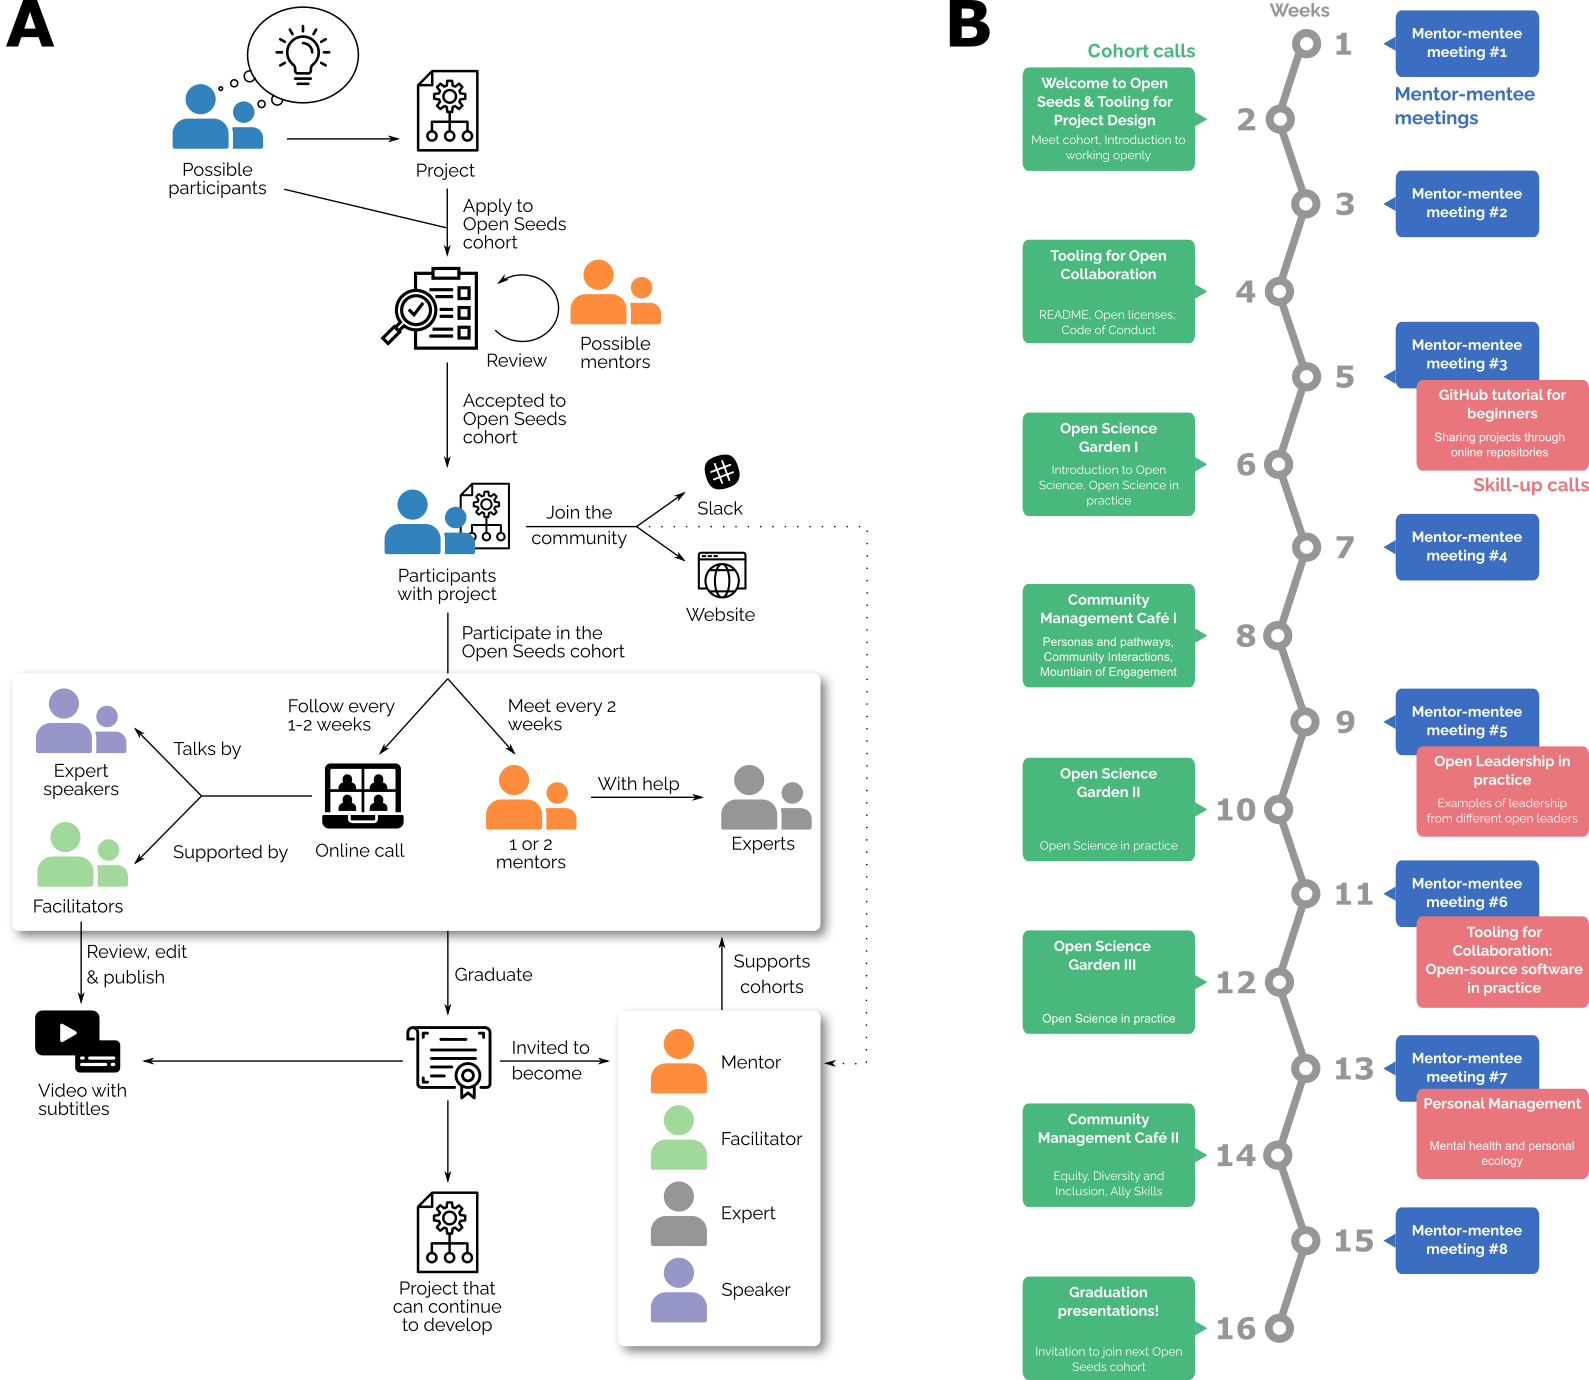 A
Possible
participants
Project
Apply to
Open Seeds
cohort
Review
Possible
mentors
Accepted to
Open Seeds
cohort
Participants
with project
Join the
community
Slack
Website
Participate in the
Open Seeds cohort
Follow every
1-2 weeks
Meet every 2
weeks
Expert
speakers
Talks by
Supported by
Facilitators
Online call
1 or 2
mentors
With help
Experts
Review, edit
& publish
Graduate
Supports
cohorts
Video with
subtitles
Invited to
become
Mentor
Facilitator
Expert
Speaker
Project that
can continue
to develop
B
Weeks
Cohort calls
1
Mentor-mentee
meeting #1
Mentor-mentee
meetings
Welcome to Open
Seeds & Tooling for
Project Design
Meet cohort, Introduction to
working openly
2
3
Mentor-mentee
meeting #2
Tooling for Open
Collaboration
README, Open licenses;
Code of Conduct
4
5
Mentor-mentee
meeting #3
GitHub tutorial for
beginners
Sharing projects through
online repositories
Skill-up calls
Open Science
Garden I
Introduction to Open
Science, Open Science in
practice
6
7
Mentor-mentee
meeting #4
Community
Management Café I
Personas and pathways,
Community Interactions,
Mountiain of Engagement
8
9
Mentor-mentee
meeting #5
Open Leadership in
practice
Examples of leadership
from different open leaders
Open Science
Garden II
Open Science in practice
10
11
Mentor-mentee
meeting #6
Tooling for
Collaboration:
Open-source software
in practice
Open Science
Garden III
Open Science in practice
12
13
Mentor-mentee
meeting #7
Personal Management
Mental health and personal
ecology
Community
Management Café II
Equity, Diversity and
Inclusion, Ally Skills
14
15
Mentor-mentee
meeting #8
Graduation
presentations!
Invitation to join next Open
Seeds cohort
16